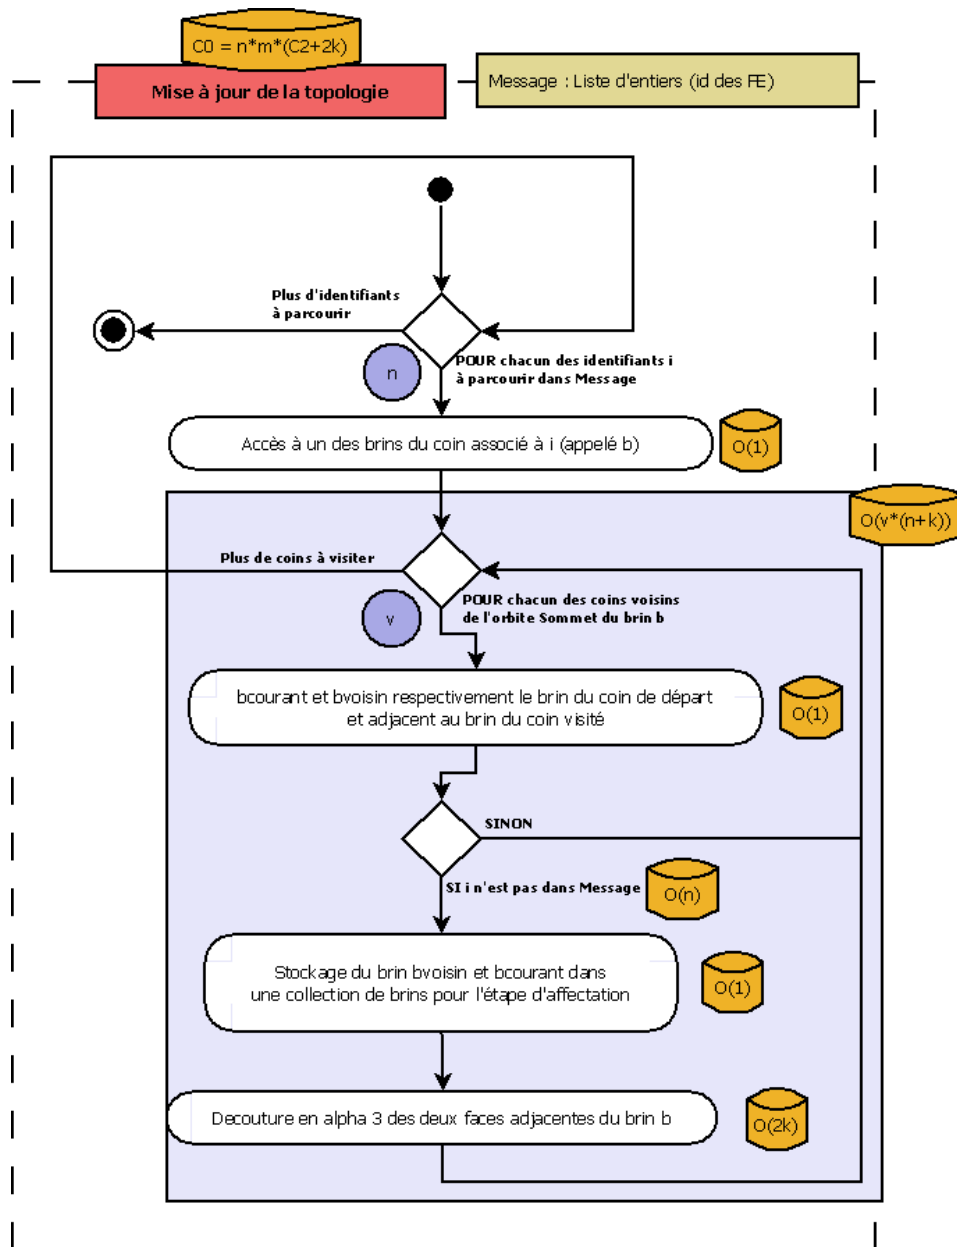 C0 = n*m*(C2+2k)
Mise à jour de la topologie
Message : Liste d'entiers (id des FE)
Plus d'identifiants
à parcourir
n
POUR chacun des identifiants i
à parcourir dans Message
Accès à un des brins du coin associé à i (appelé b)
O(1)
O(v*(n+k))
Plus de coins à visiter
v
POUR chacun des coins voisins
de l'orbite Sommet du brin b
bcourant et bvoisin respectivement le brin du coin de départ
et adjacent au brin du coin visité
O(1)
SINON
SI i n'est pas dans Message
O(n)
Stockage du brin bvoisin et bcourant dans
une collection de brins pour l'étape d'affectation
O(1)
Decouture en alpha 3 des deux faces adjacentes du brin b
O(2k)